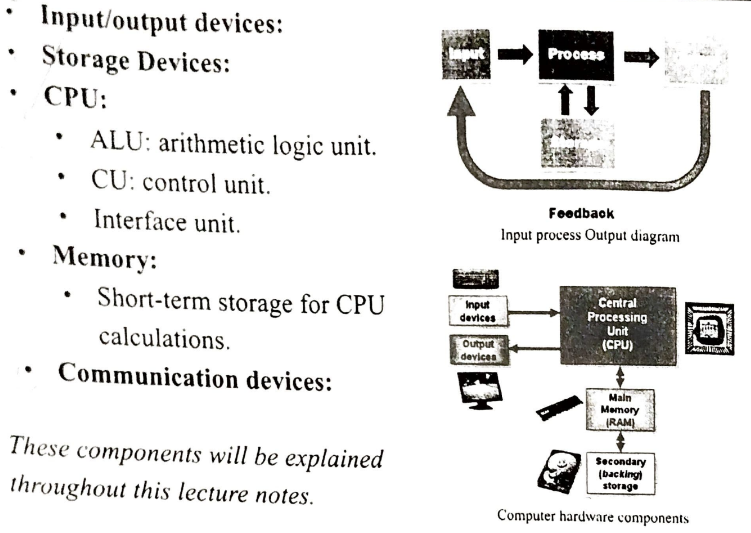 • Input/output devices:
• Storage Devices:
• CPU:
• ALU: arithmetic logic unit.
• CU: control unit.
• Interface unit.
• Memory:
• Short-term storage for CPU
calculations.
• Communication devices:
These components will be explained
throughout this lecture notes.
Input
Process
Feedback
Input process Output diagram
Input
devices
Output
devices
Central
Processing
Unit
(CPU)
Main
Memory
(RAM)
Secondary
(backing)
storage
Computer hardware components